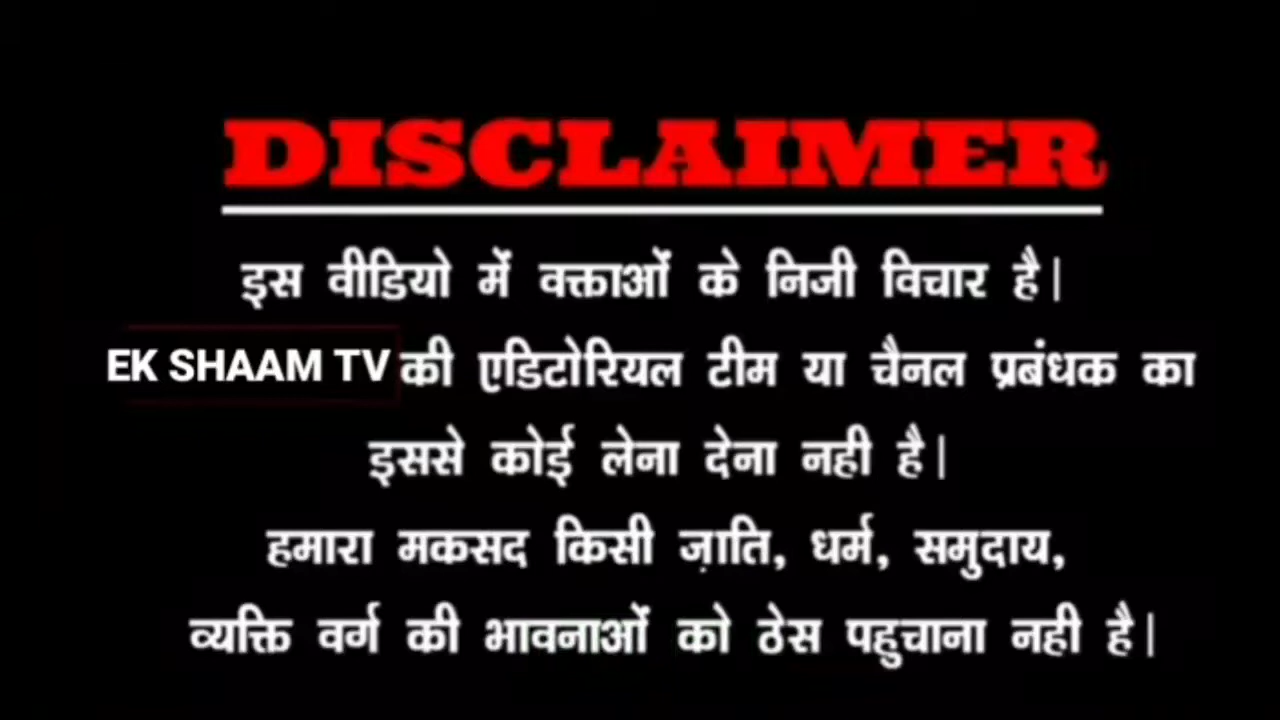 DISCLAIMER
इस वीडियो में वक्ताओं के निजी विचार है|
EK SHAAM TV की एडिटोरियल टीम या चैनल प्रबंधक का
इससे कोई लेना देना नही है|
हमारा मकसद किसी ज़ाति, धर्म, समुदाय,
व्यक्ति वर्ग की भावनाओं को ठेस पहुचाना नही है|